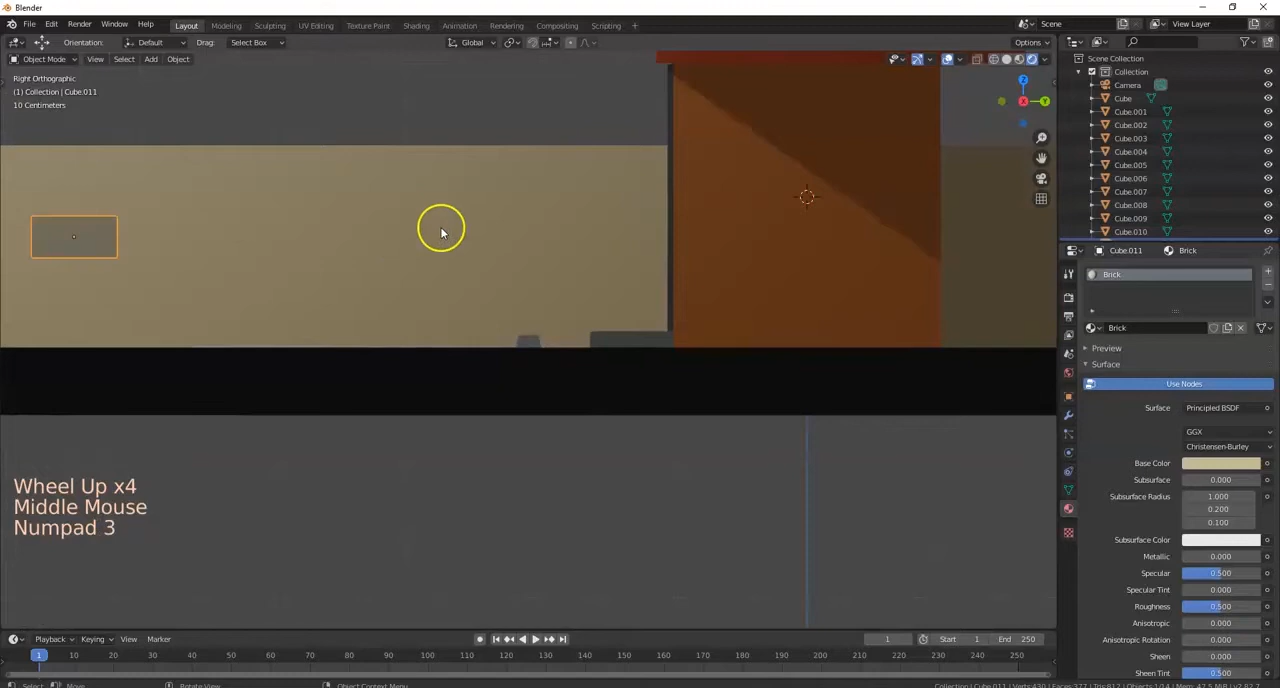 Blender
File Edit Render Window Help Layout Modeling Sculpting UV Editing Texture Paint Shading Animation Rendering Compositing Scripting + Scene View Layer
Orientation: Default Drag: Select Box Global Options
Object Mode View Select Add Object
Right Orthographic
(1) Collection | Cube.011
10 Centimeters
Z
Y
Wheel Up x4
Middle Mouse
Numpad 3
Scene Collection
Collection
Camera
Cube
Cube.001
Cube.002
Cube.003
Cube.004
Cube.005
Cube.006
Cube.007
Cube.008
Cube.009
Cube.010
Cube.011 Brick
Brick
Brick
Preview
Surface
Use Nodes
Surface Principled BSDF
GGX
Christensen-Burley
Base Color
Subsurface 0.000
Subsurface Radius 1.000
0.200
0.100
Subsurface Color
Metallic 0.000
Specular 0.500
Specular Tint 0.000
Roughness 0.500
Anisotropic 0.000
Anisotropic Rotation 0.000
Sheen 0.000
Sheen Tint 0.500
Playback Keying View Marker 1 Start 1 End 250
1 10 20 30 40 50 60 70 80 90 100 110 120 130 140 150 160 170 180 190 200 210 220 230 240 250
Select Move Rotate View Object Context Menu